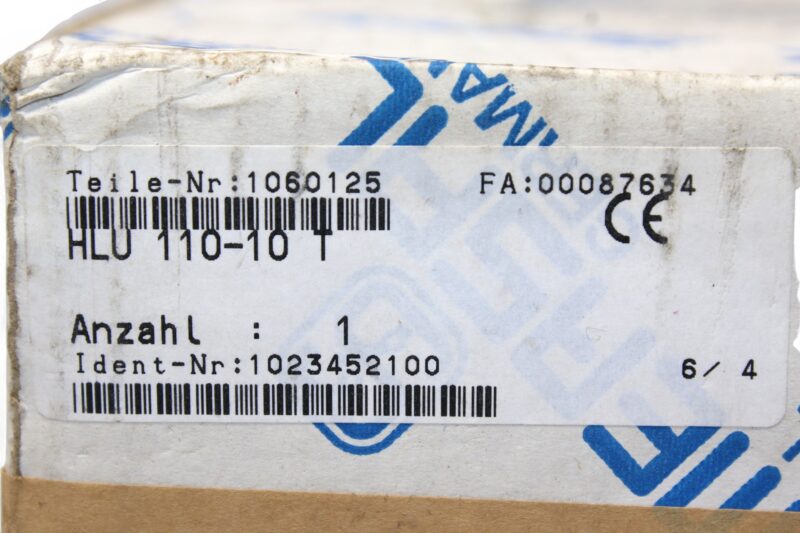 Teile-Nr:1060125 FA:00087634
HLU 110-10 T
CE
Anzahl : 1
Ident-Nr:1023452100 6/ 4